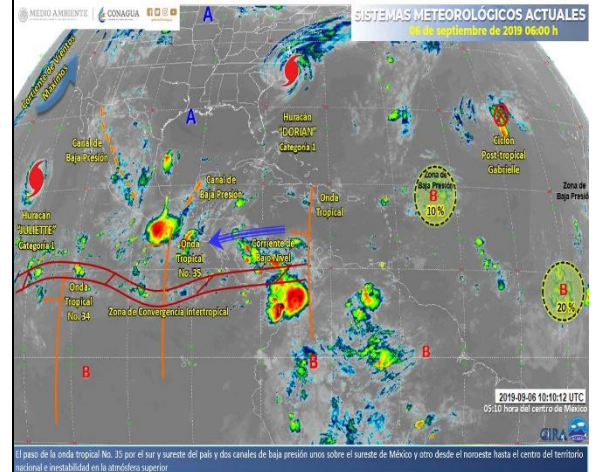 MEDIO AMBIENTE
CONAGUA
SISTEMAS METEOROLÓGICOS ACTUALES
06 de septiembre de 2019 06:00 h
A
Corriente de Vientos
Máximos
A
Huracán
"DORIAN"
Categoría 1
Ciclón
Post-tropical
Gabrielle
Canal de
Baja Presión
Canal de
Baja Presión
Zona de
Baja Presión
B
10 %
Zona de
Baja Presió
Huracán
"JULIETTE"
Categoría 1
Onda
Tropical
Onda
Tropical
No. 35
Corriente de
Bajo Nivel
Onda
Tropical
No. 34
Zona de Convergencia Intertropical
B
20 %
B
B
B
2019-09-06 10:10:12 UTC
05:10 hora del centro de México
CIRA
El paso de la onda tropical No. 35 por el sur y sureste del país y dos canales de baja presión unos sobre el sureste de México y otro desde el noroeste hasta el centro del territorio
nacional e inestabilidad en la atmósfera superior